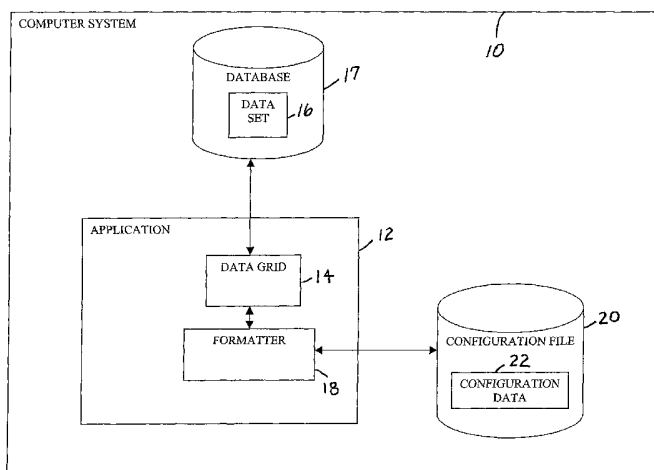 COMPUTER SYSTEM
10
DATABASE
17
DATA
SET
16
APPLICATION
12
DATA GRID
14
FORMATTER
18
CONFIGURATION FILE
20
22
CONFIGURATION
DATA